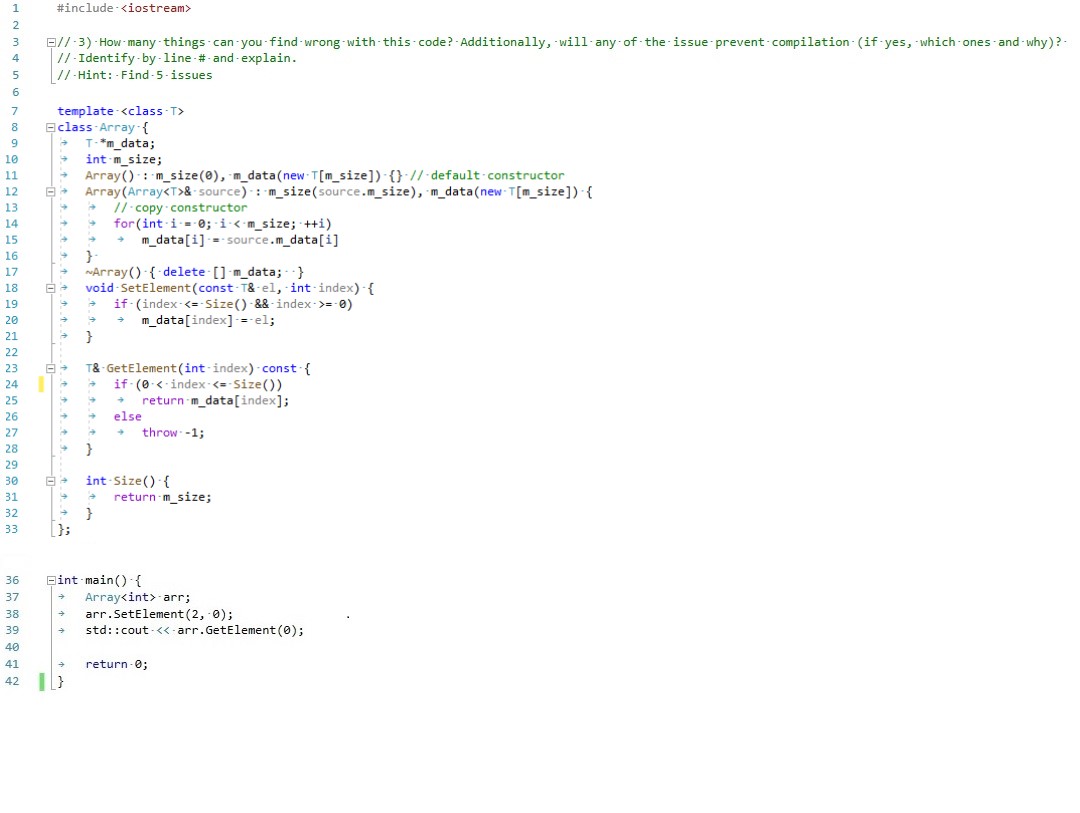 1 #include <iostream>
2
3 // 3) How many things can you find wrong with this code? Additionally, will any of the issue prevent compilation (if yes, which ones and why)?
4 // Identify by line # and explain.
5 // Hint: Find 5 issues
6
7 template <class T>
8 class Array {
9 T *m_data;
10 int m_size;
11 Array() : m_size(0), m_data(new T[m_size]) {} // default constructor
12 Array(Array<T>& source) : m_size(source.m_size), m_data(new T[m_size]) {
13 // copy constructor
14 for(int i = 0; i < m_size; ++i)
15 m_data[i] = source.m_data[i]
16 }
17 ~Array() { delete [] m_data; }
18 void SetElement(const T& el, int index) {
19 if (index <= Size() && index >= 0)
20 m_data[index] = el;
21 }
22
23 T& GetElement(int index) const {
24 if (0 < index <= Size())
25 return m_data[index];
26 else
27 throw -1;
28 }
29
30 int Size() {
31 return m_size;
32 }
33 };
36 int main() {
37 Array<int> arr;
38 arr.SetElement(2, 0); .
39 std::cout << arr.GetElement(0);
40
41 return 0;
42 }